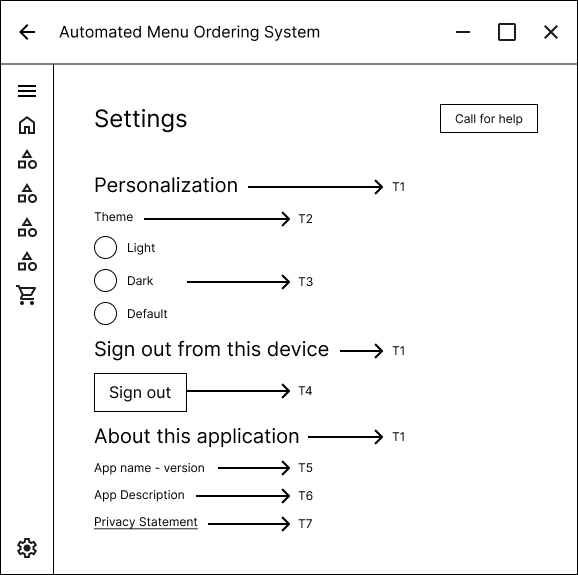 Automated Menu Ordering System
Settings
Call for help
Personalization T1
Theme T2
Light
Dark T3
Default
Sign out from this device T1
Sign out T4
About this application T1
App name - version T5
App Description T6
Privacy Statement T7